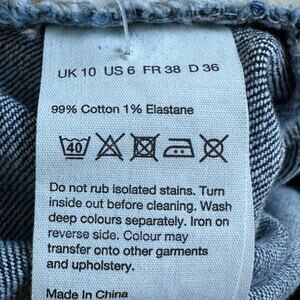 UK 10 US 6 FR 38 D 36
99% Cotton 1% Elastane
40
Do not rub isolated stains. Turn
inside out before cleaning. Wash
deep colours separately. Iron on
reverse side. Colour may
transfer onto other garments
and upholstery.
Made In China